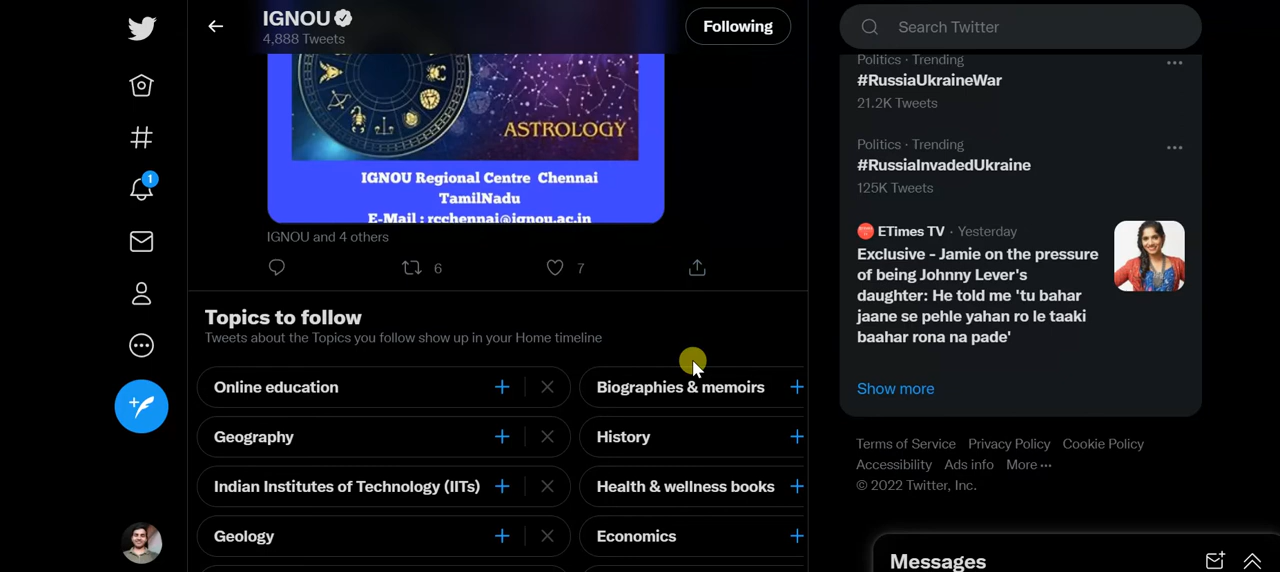 IGNOU
4,888 Tweets
Following
ASTROLOGY
IGNOU Regional Centre Chennai
TamilNadu
E-Mail : rcchennai@ignou.ac.in
IGNOU and 4 others
6
7
Topics to follow
Tweets about the Topics you follow show up in your Home timeline
Online education
Biographies & memoirs
Geography
History
Indian Institutes of Technology (IITs)
Health & wellness books
Geology
Economics
1
Search Twitter
Politics · Trending
#RussiaUkraineWar
21.2K Tweets
Politics · Trending
#RussiaInvadedUkraine
125K Tweets
ETimes TV · Yesterday
Exclusive - Jamie on the pressure
of being Johnny Lever's
daughter: He told me 'tu bahar
jaane se pehle yahan ro le taaki
baahar rona na pade'
Show more
Terms of Service Privacy Policy Cookie Policy
Accessibility Ads info More ···
© 2022 Twitter, Inc.
Messages